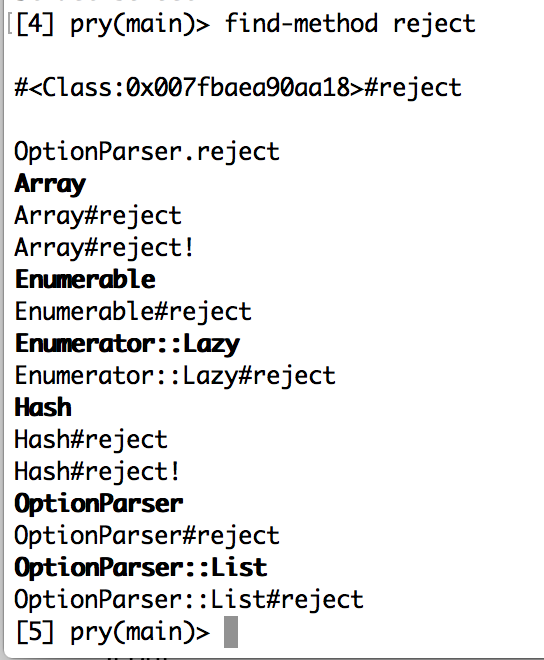 [4] pry(main)> find-method reject
#<Class:0x007fbaea90aa18>#reject
OptionParser.reject
Array
Array#reject
Array#reject!
Enumerable
Enumerable#reject
Enumerator::Lazy
Enumerator::Lazy#reject
Hash
Hash#reject
Hash#reject!
OptionParser
OptionParser#reject
OptionParser::List
OptionParser::List#reject
[5] pry(main)>